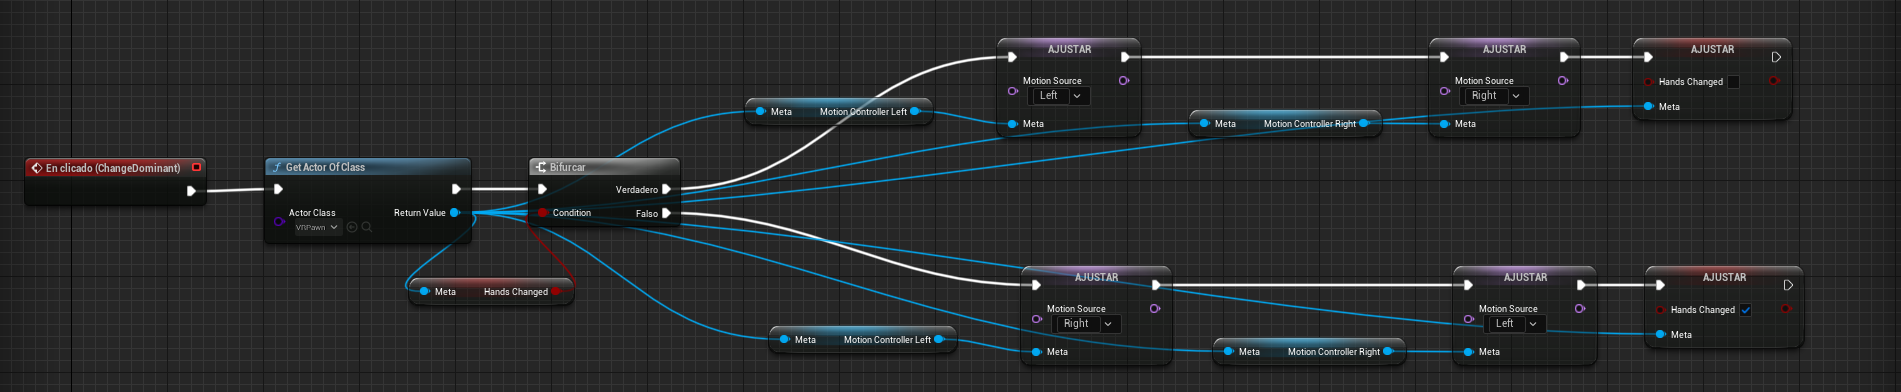 En clicado (ChangeDominant)
Get Actor Of Class
Actor Class
VRPawn
Return Value
Meta
Hands Changed
Bifurcar
Condition
Verdadero
Falso
Meta
Motion Controller Left
AJUSTAR
Motion Source
Left
Meta
Meta
Motion Controller Right
AJUSTAR
Motion Source
Right
Meta
AJUSTAR
Hands Changed
Meta
Meta
Motion Controller Left
AJUSTAR
Motion Source
Right
Meta
Meta
Motion Controller Right
AJUSTAR
Motion Source
Left
Meta
AJUSTAR
Hands Changed
Meta